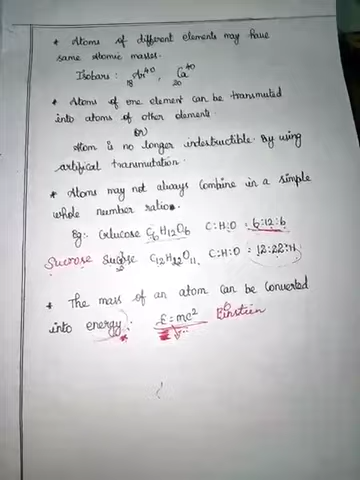 * Atoms of different elements may have
same atomic masses.
Isobars : ₁₈Ar⁴⁰, ₂₀Ca⁴⁰
* Atoms of one element can be transmuted
into atoms of other elements.
(or)
Atom is no longer indestructible. By using
artifical transmutation.
* Atoms may not always combine in a simple
whole number ratio.
Eg:- Glucose C₆H₁₂O₆ C:H:O = 6:12:6
Sucrose C₁₂H₂₂O₁₁, C:H:O = 12:22:11
* The mass of an atom can be converted
into energy: E=mc² Einstien